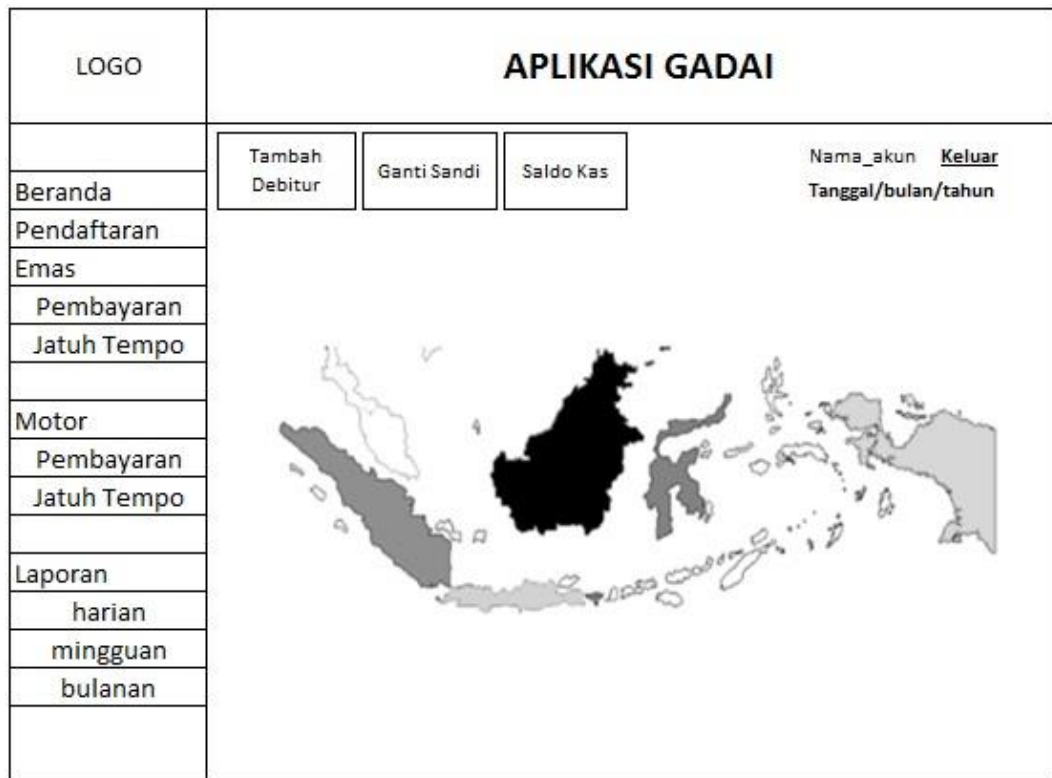 LOGO
APLIKASI GADAI
Tambah
Debitur
Ganti Sandi
Saldo Kas
Nama_akun Keluar
Tanggal/bulan/tahun
Beranda
Pendaftaran
Emas
Pembayaran
Jatuh Tempo
Motor
Pembayaran
Jatuh Tempo
Laporan
harian
mingguan
bulanan